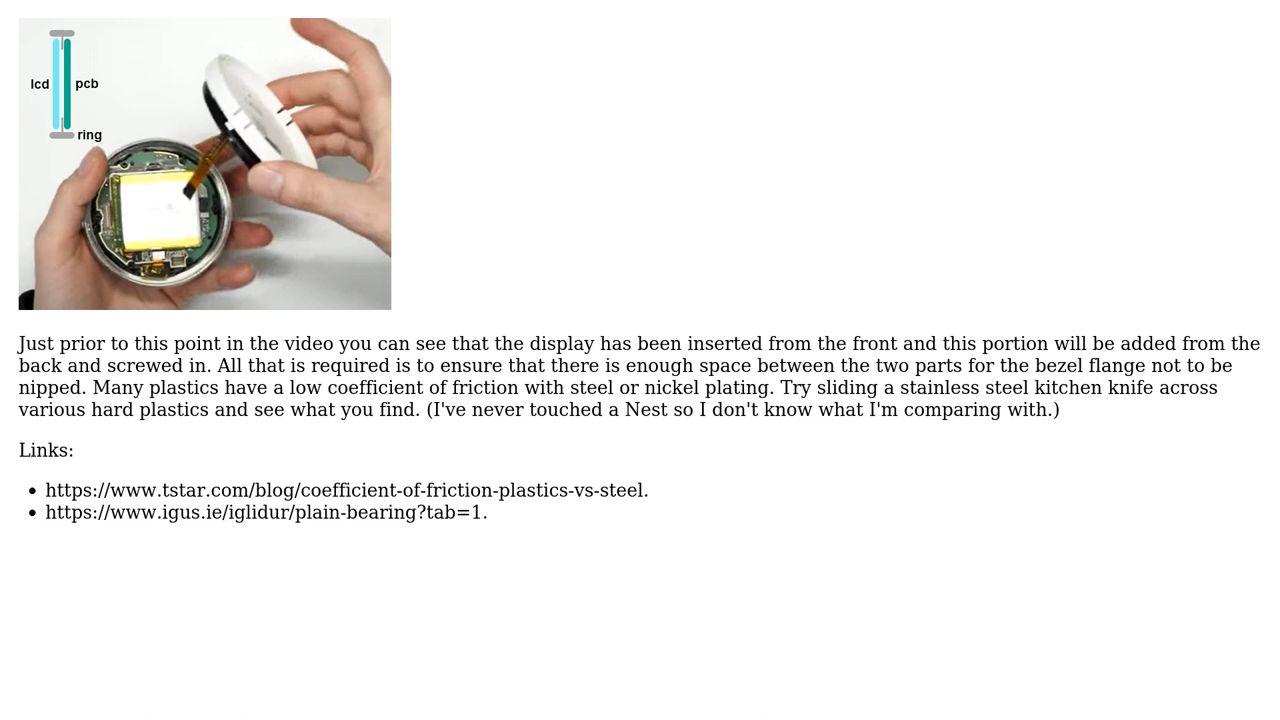 lcd
pcb
ring
Just prior to this point in the video you can see that the display has been inserted from the front and this portion will be added from the
back and screwed in. All that is required is to ensure that there is enough space between the two parts for the bezel flange not to be
nipped. Many plastics have a low coefficient of friction with steel or nickel plating. Try sliding a stainless steel kitchen knife across
various hard plastics and see what you find. (I've never touched a Nest so I don't know what I'm comparing with.)
Links:
• https://www.tstar.com/blog/coefficient-of-friction-plastics-vs-steel.
• https://www.igus.ie/iglidur/plain-bearing?tab=1.